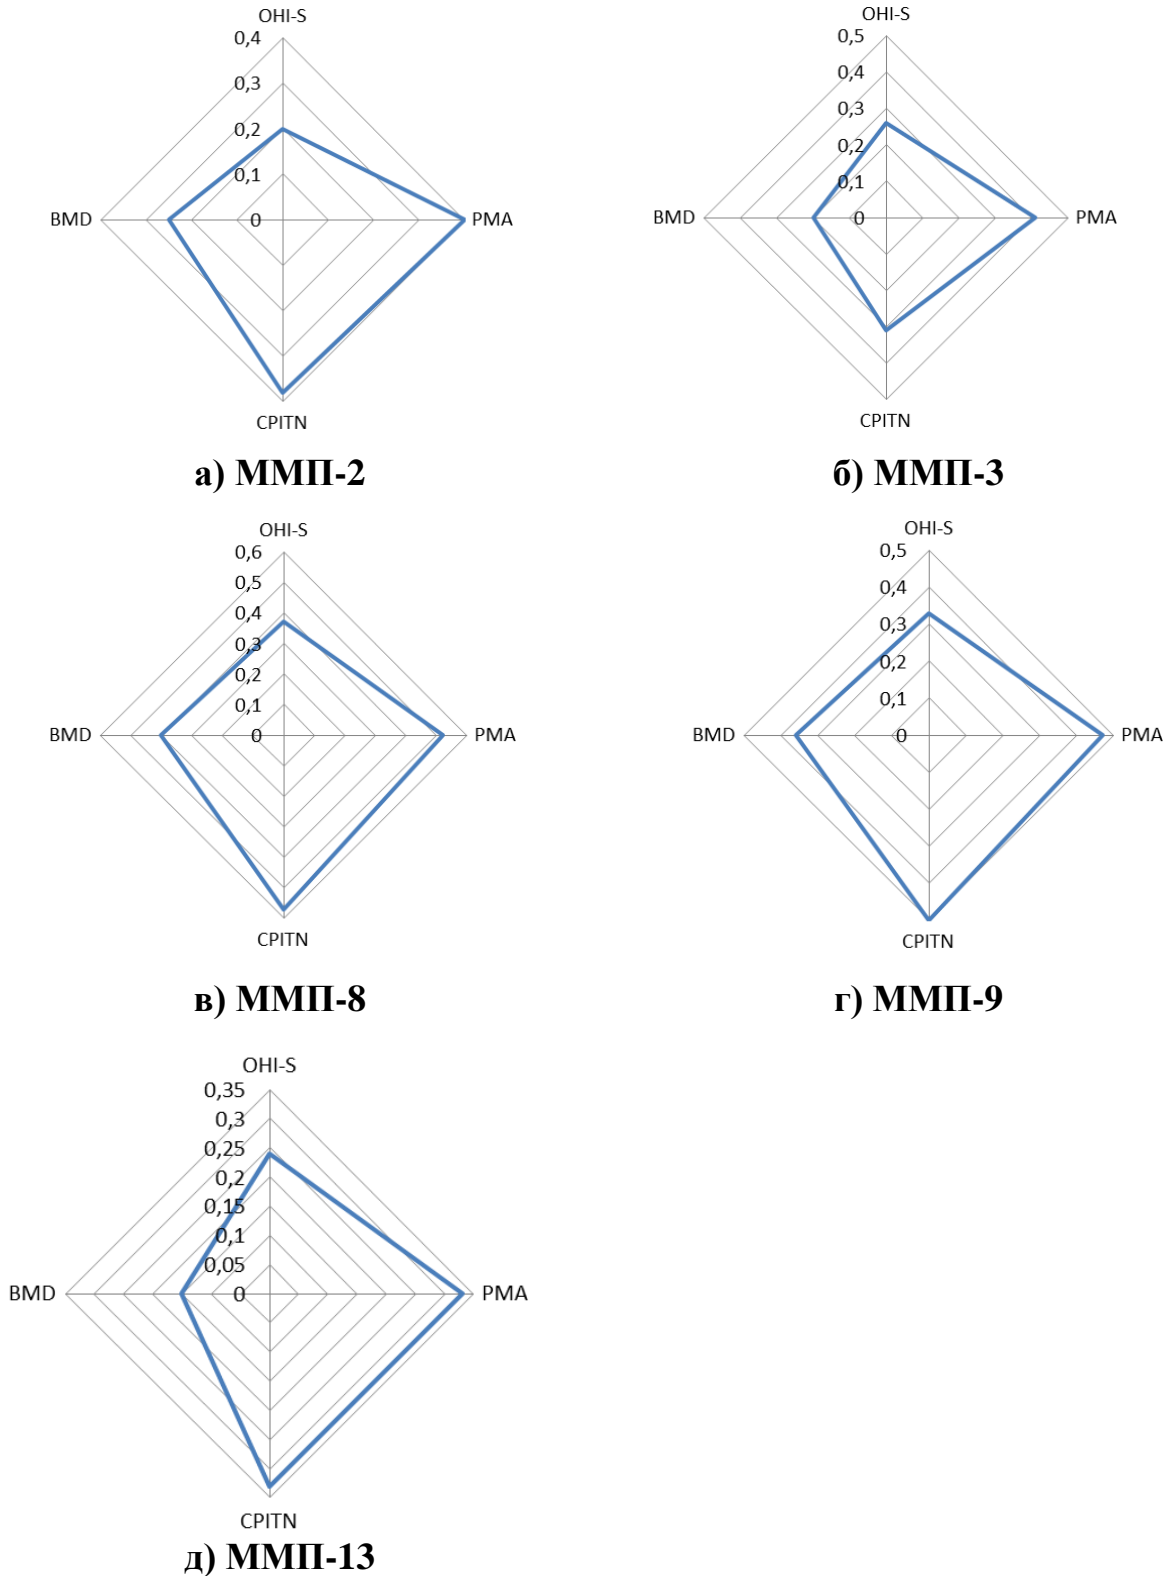 OHI-S
0,4
0,3
0,2
0,1
0
BMD
PMA
CPITN
а) ММП-2
OHI-S
0,5
0,4
0,3
0,2
0,1
0
BMD
PMA
CPITN
б) ММП-3
OHI-S
0,6
0,5
0,4
0,3
0,2
0,1
0
BMD
PMA
CPITN
в) ММП-8
OHI-S
0,5
0,4
0,3
0,2
0,1
0
BMD
PMA
CPITN
г) ММП-9
OHI-S
0,35
0,3
0,25
0,2
0,15
0,1
0,05
0
BMD
PMA
CPITN
д) ММП-13